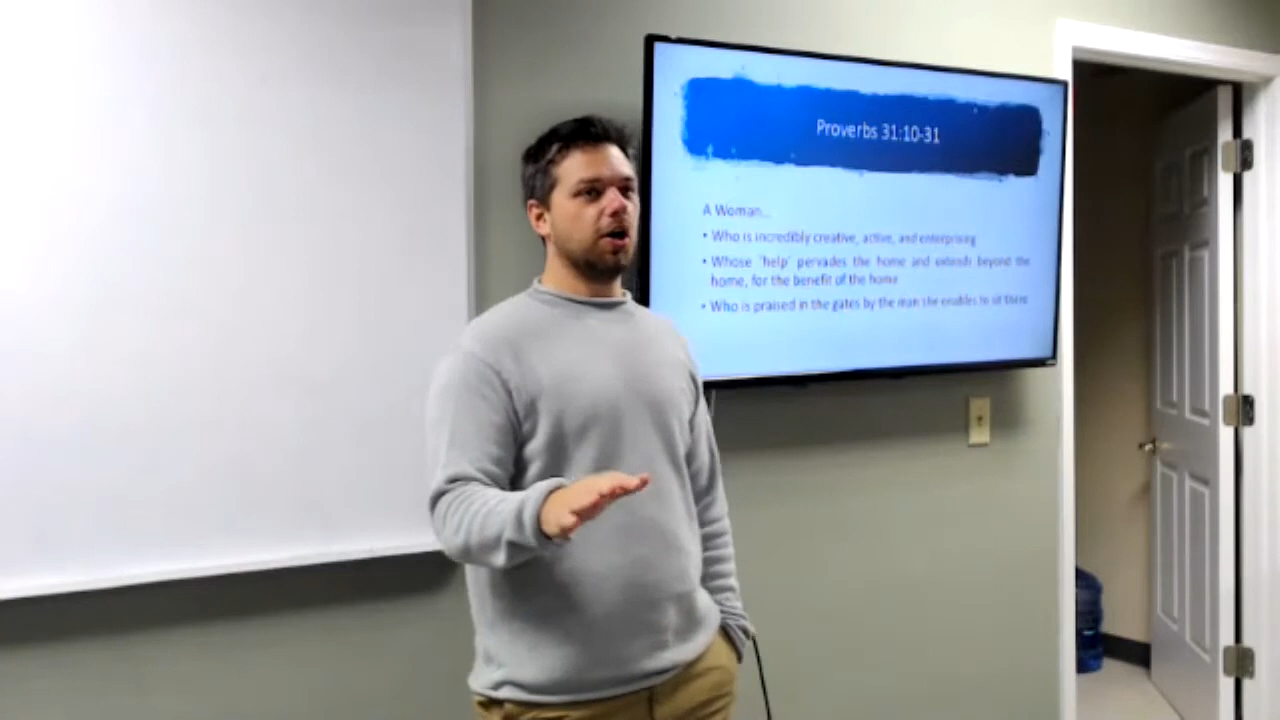 Proverbs 31:10-31
A Woman...
• Who is incredibly creative, active, and enterprising
• Whose 'help' pervades the home and extends beyond the
home, for the benefit of the home
• Who is praised in the gates by the man she enables to sit there